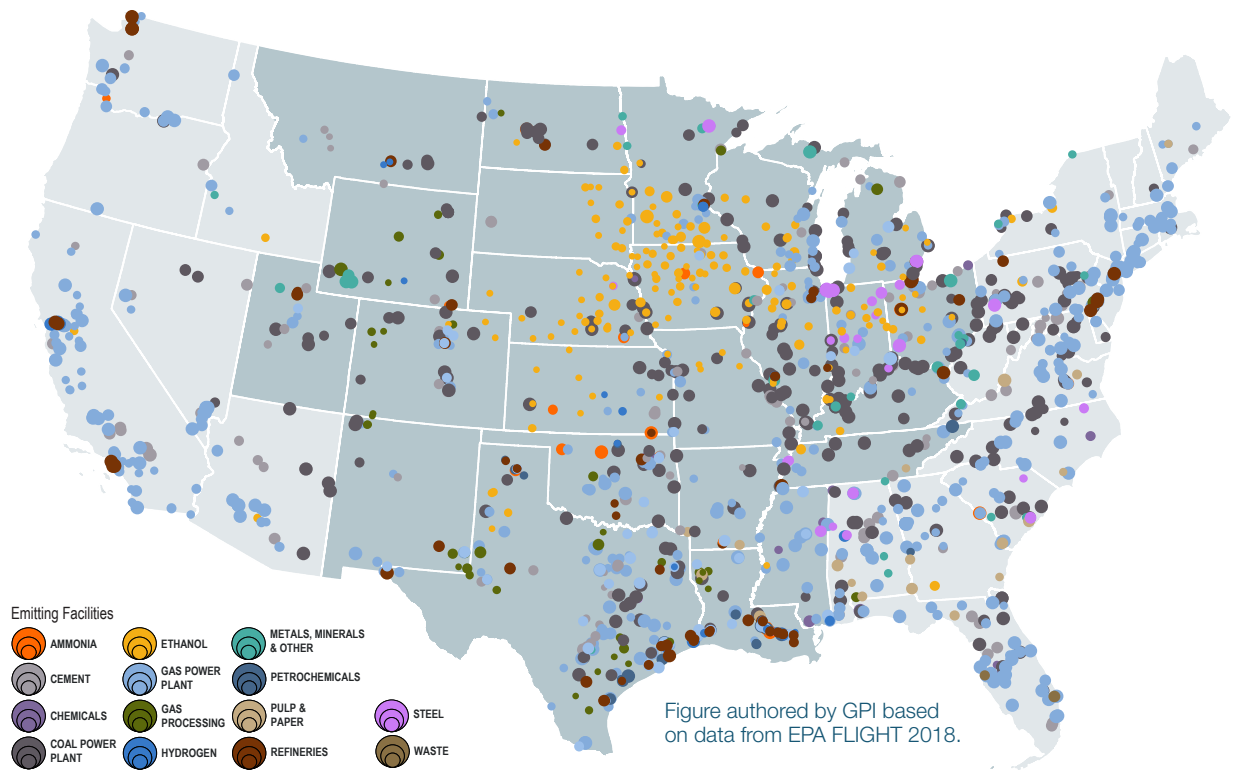 Emitting Facilities
AMMONIA
ETHANOL
METALS, MINERALS
& OTHER
CEMENT
GAS POWER
PLANT
PETROCHEMICALS
CHEMICALS
GAS
PROCESSING
PULP &
PAPER
STEEL
COAL POWER
PLANT
HYDROGEN
REFINERIES
WASTE
Figure authored by GPI based
on data from EPA FLIGHT 2018.